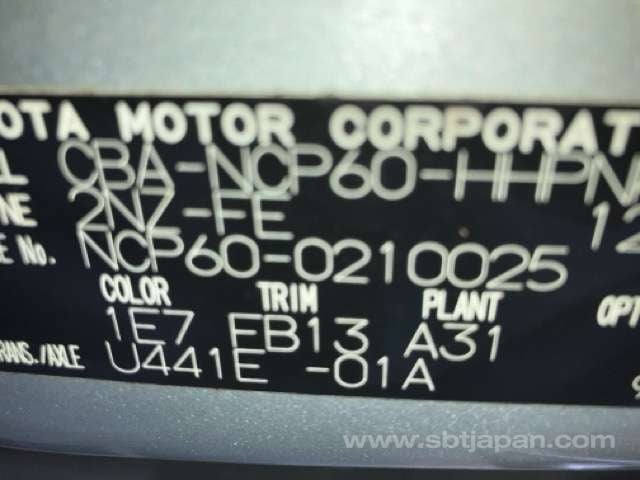 OTA MOTOR CORPORAT
L CBA-NCP60-HHPN
NE 2NZ-FE 12
E No. NCP60-0210025
COLOR TRIM PLANT OPT
1E7 FB13 A31
RANS./AXLE U441E -01A
www.sbtjapan.com